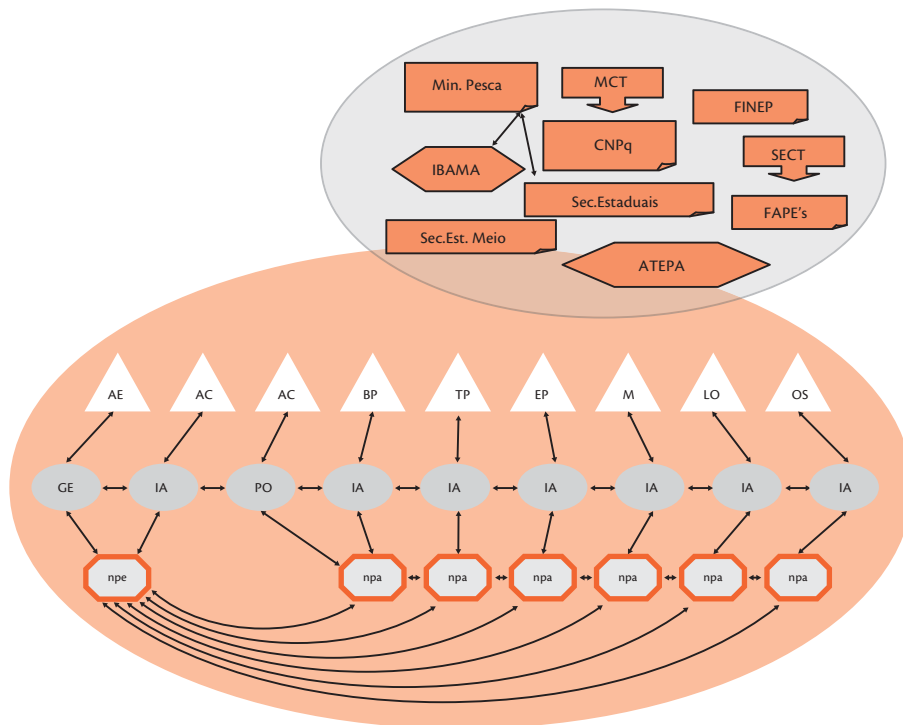 Min. Pesca
MCT
FINEP
CNPq
SECT
IBAMA
Sec.Estaduais
FAPE's
Sec.Est. Meio
ATEPA
AE
AC
AC
BP
TP
EP
M
LO
OS
GE
IA
PO
IA
IA
IA
IA
IA
IA
npe
npa
npa
npa
npa
npa
npa